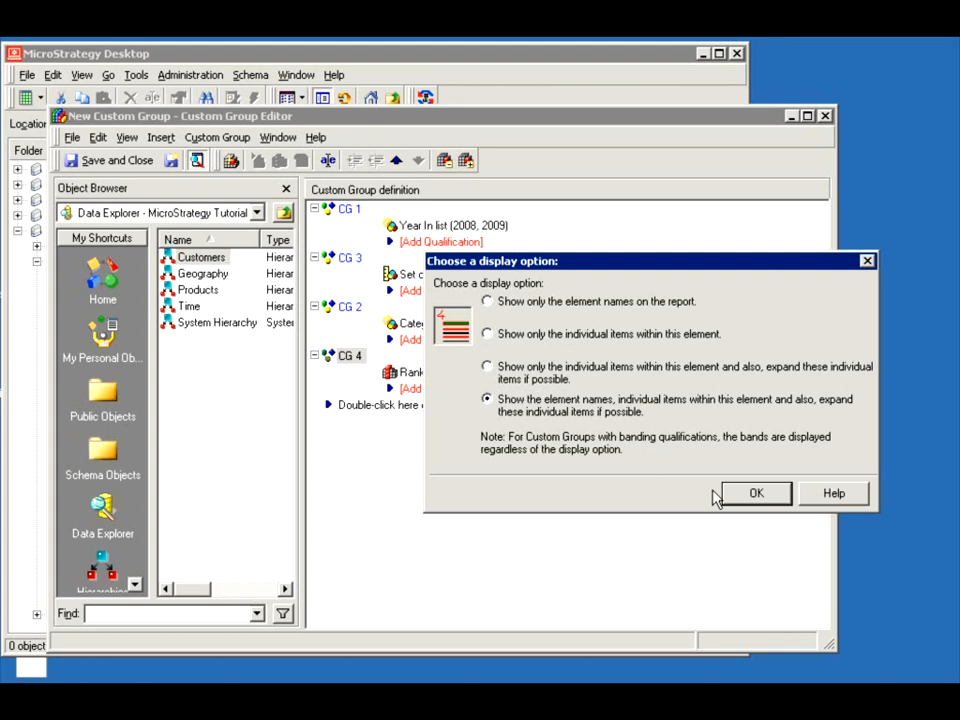 MicroStrategy Desktop
File Edit View Go Tools Administration Schema Window Help
New Custom Group - Custom Group Editor
Location
File Edit View Insert Custom Group Window Help
Folder
Save and Close
Object Browser
Custom Group definition
Data Explorer - MicroStrategy Tutorial
My Shortcuts
Name Type
Customers Hierar
Geography Hierar
Products Hierar
Time Hierar
System Hierarchy System
Home
My Personal Ob...
Public Objects
Schema Objects
Data Explorer
Hierarchies
Find:
0 object
CG 1
Year In list (2008, 2009)
[Add Qualification]
CG 3
Set o
[Add
CG 2
Categ
[Add
CG 4
Rank
[Add
Double-click here
Choose a display option:
Choose a display option:
Show only the element names on the report.
4
Show only the individual items within this element.
Show only the individual items within this element and also, expand these individual
items if possible.
Show the element names, individual items within this element and also, expand
these individual items if possible.
Note: For Custom Groups with banding qualifications, the bands are displayed
regardless of the display option.
OK Help